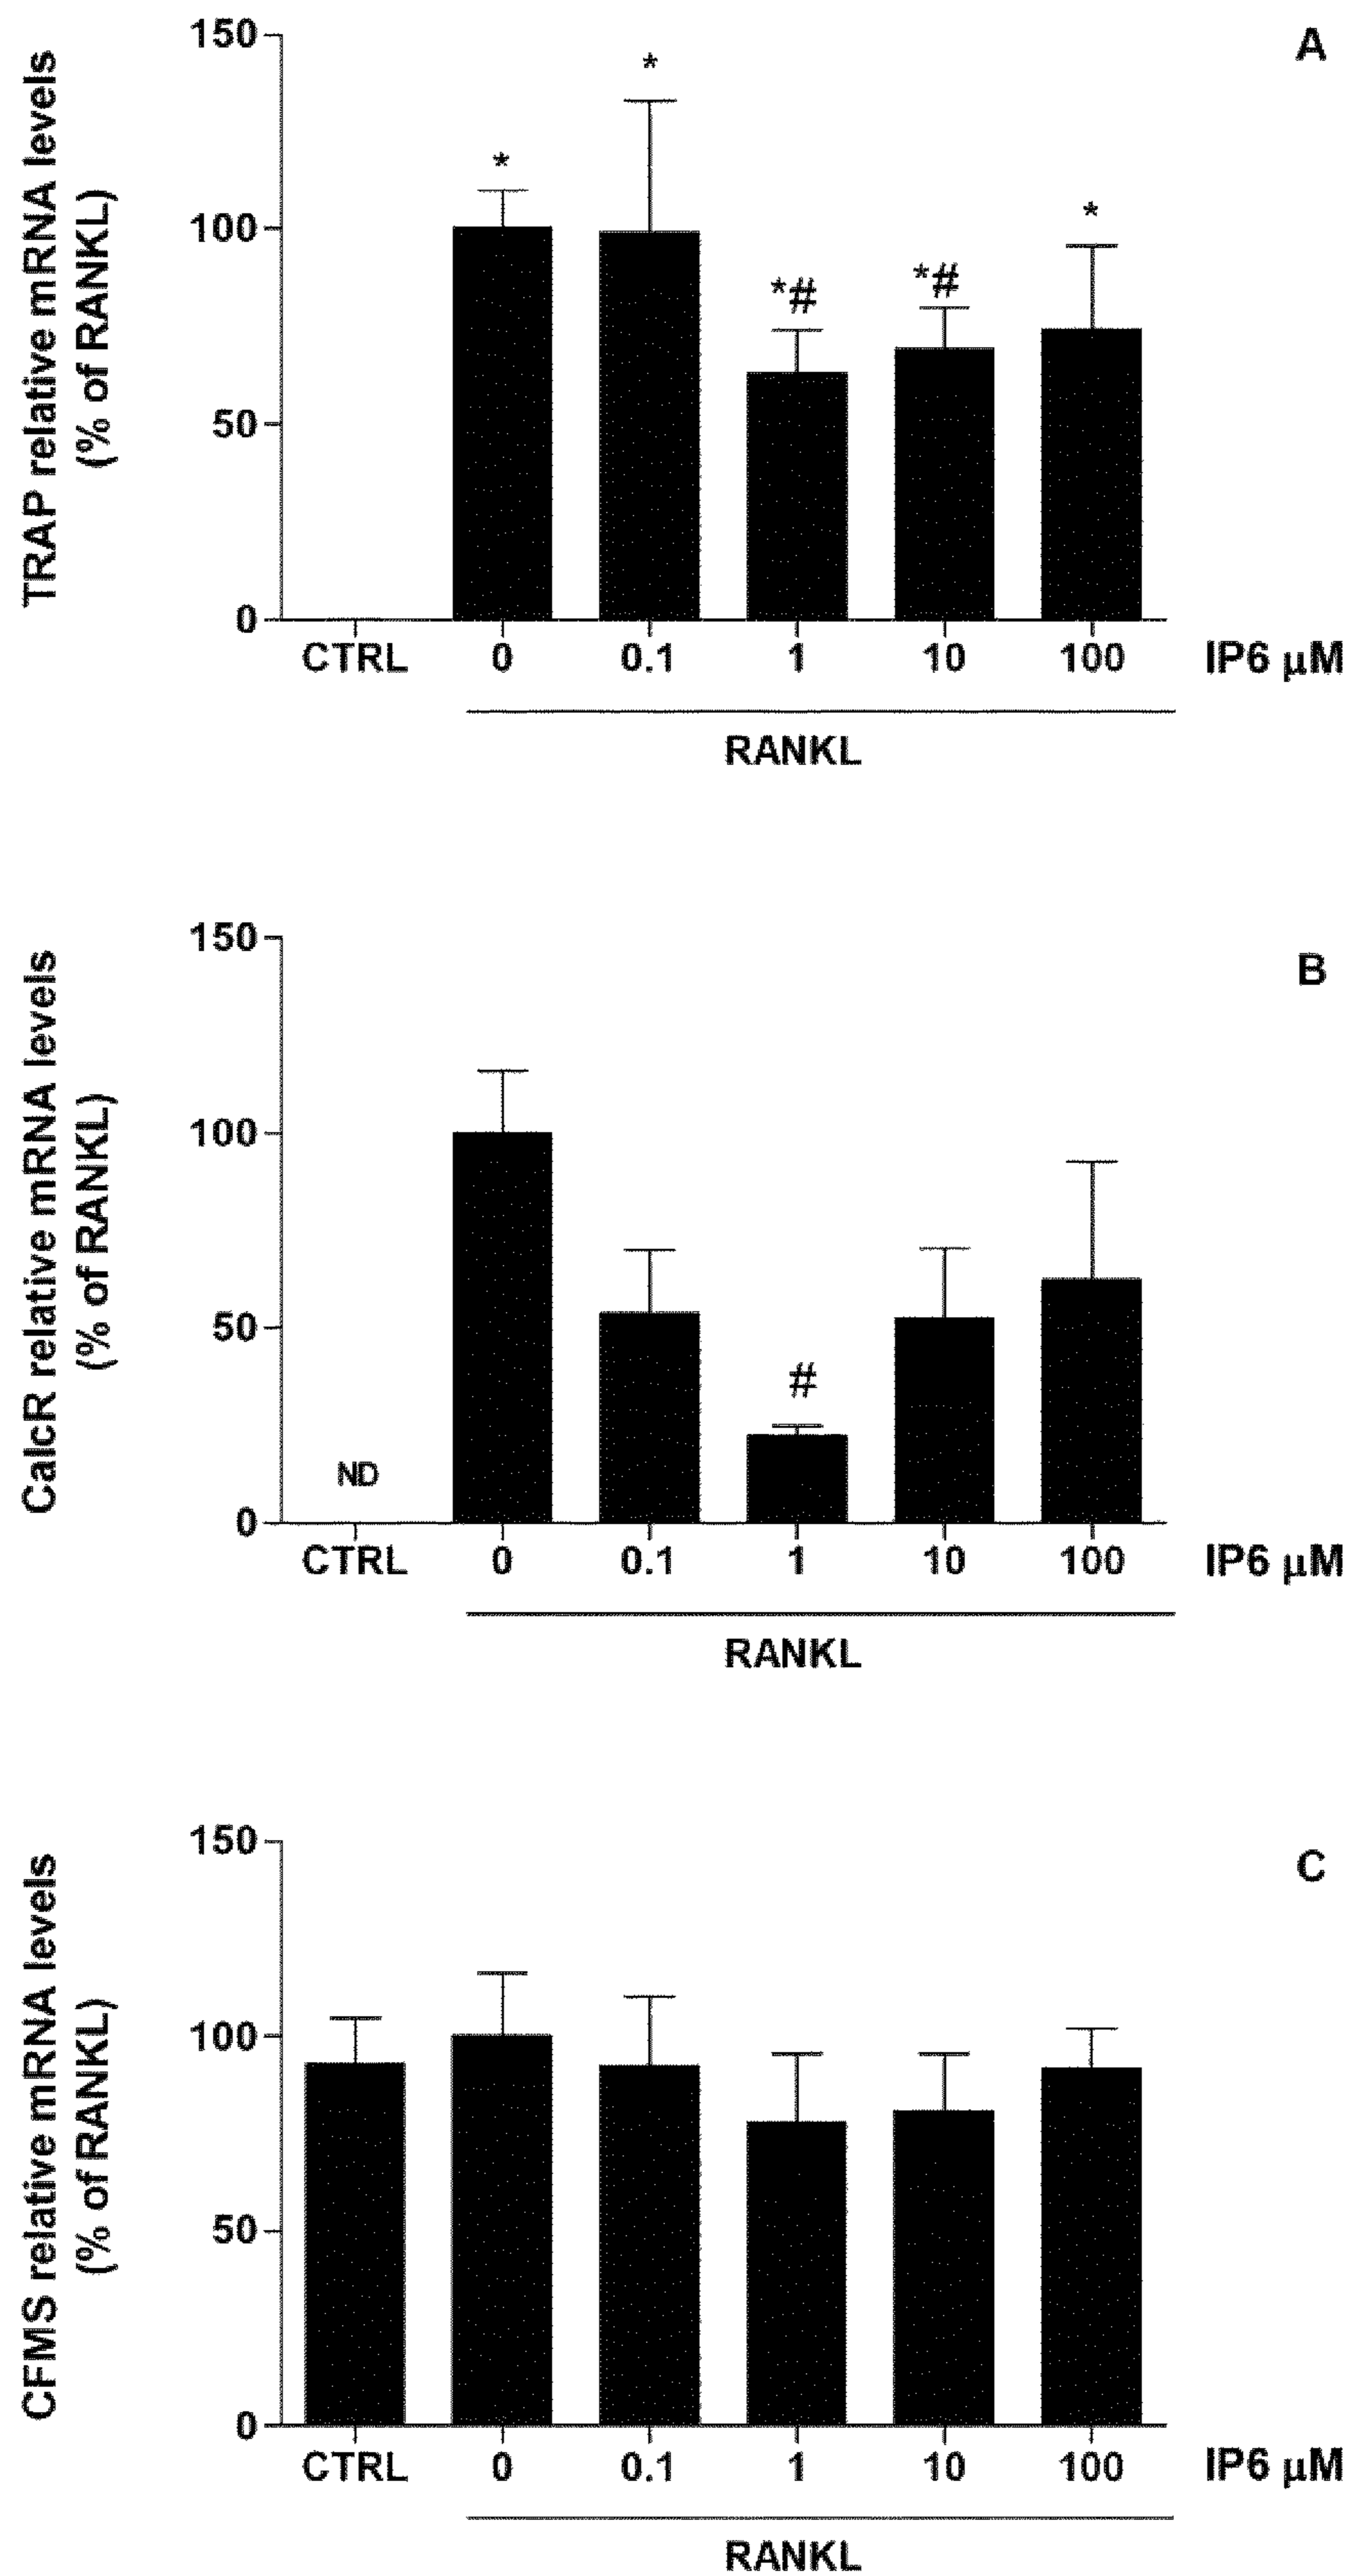 A
TRAP relative mRNA levels
(% of RANKL)
150
100
50
0
*
*
*#
*#
*
CTRL 0 0.1 1 10 100 IP6 µM
RANKL
B
CalcR relative mRNA levels
(% of RANKL)
150
100
50
0
ND
#
CTRL 0 0.1 1 10 100 IP6 µM
RANKL
C
CFMS relative mRNA levels
(% of RANKL)
150
100
50
0
CTRL 0 0.1 1 10 100 IP6 µM
RANKL